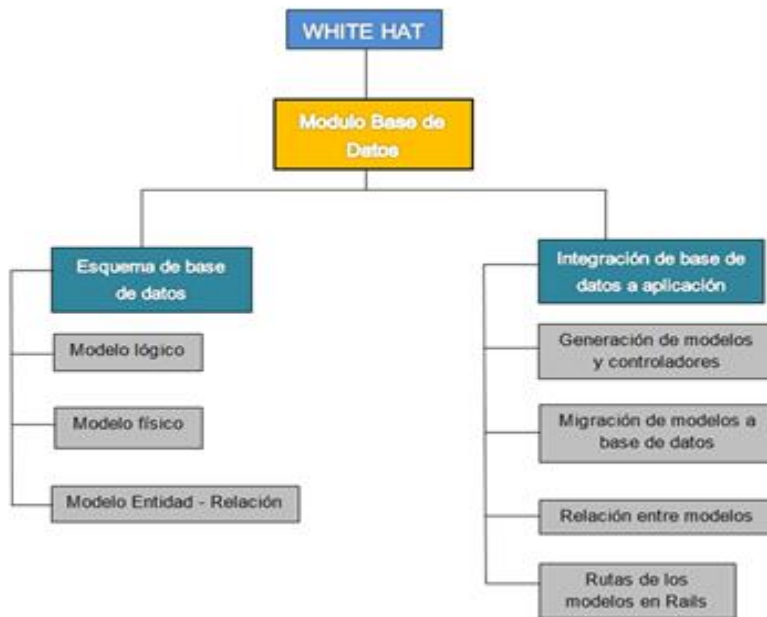 WHITE HAT
Modulo Base de
Datos
Esquema de base
de datos
Modelo lógico
Modelo físico
Modelo Entidad - Relación
Integración de base de
datos a aplicación
Generación de modelos
y controladores
Migración de modelos a
base de datos
Relación entre modelos
Rutas de los
modelos en Rails